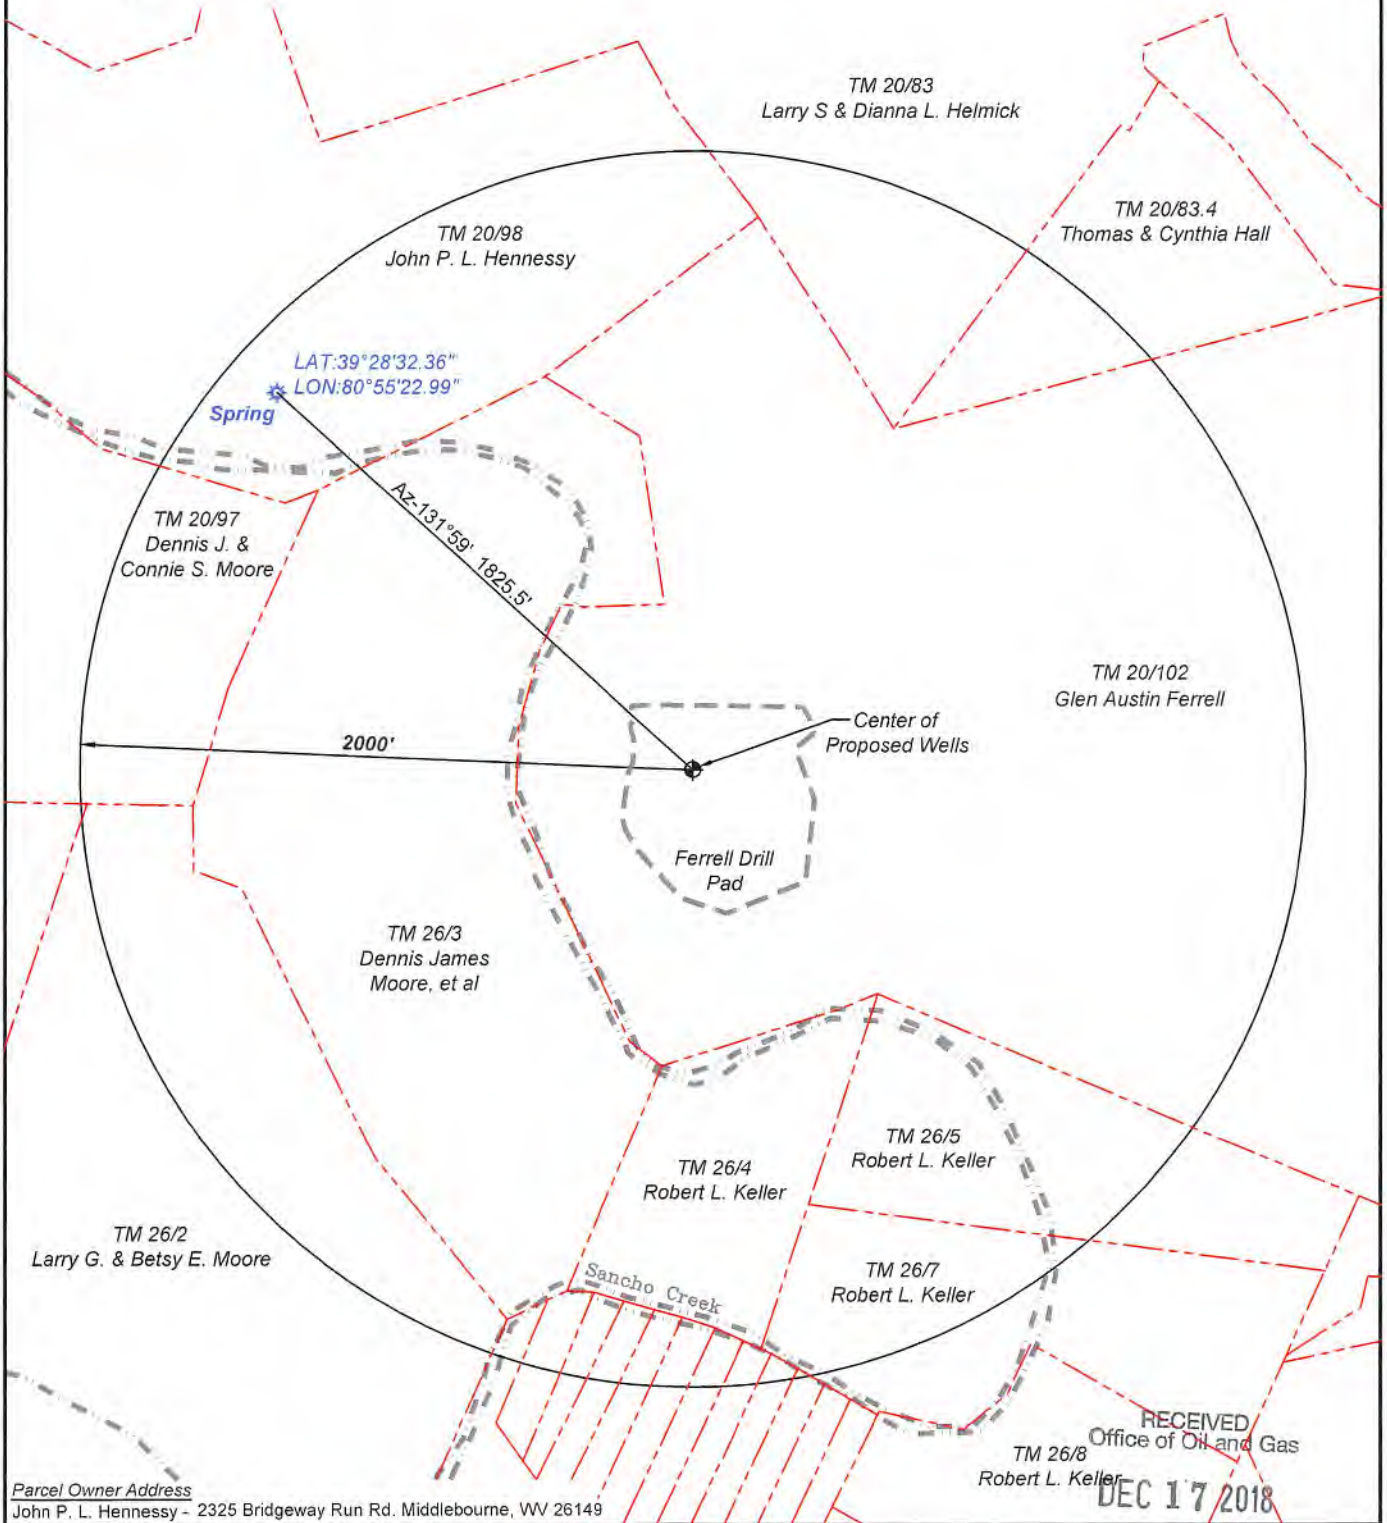 TM 20/83
Larry S & Dianna L. Helmick
TM 20/83.4
Thomas & Cynthia Hall
TM 20/98
John P. L. Hennessy
LAT:39°28'32.36"
LON:80°55'22.99"
Spring
TM 20/97
Dennis J. &
Connie S. Moore
Az-131°59' 1825.5'
TM 20/102
Glen Austin Ferrell
Center of
Proposed Wells
2000'
Ferrell Drill
Pad
TM 26/3
Dennis James
Moore, et al
TM 26/5
Robert L. Keller
TM 26/4
Robert L. Keller
TM 26/2
Larry G. & Betsy E. Moore
TM 26/7
Robert L. Keller
Sancho Creek
RECEIVED
Office of Oil and Gas
TM 26/8
Robert L. Keller
DEC 17 2018
Parcel Owner Address
John P. L. Hennessy - 2325 Bridgeway Run Rd. Middlebourne, WV 26149